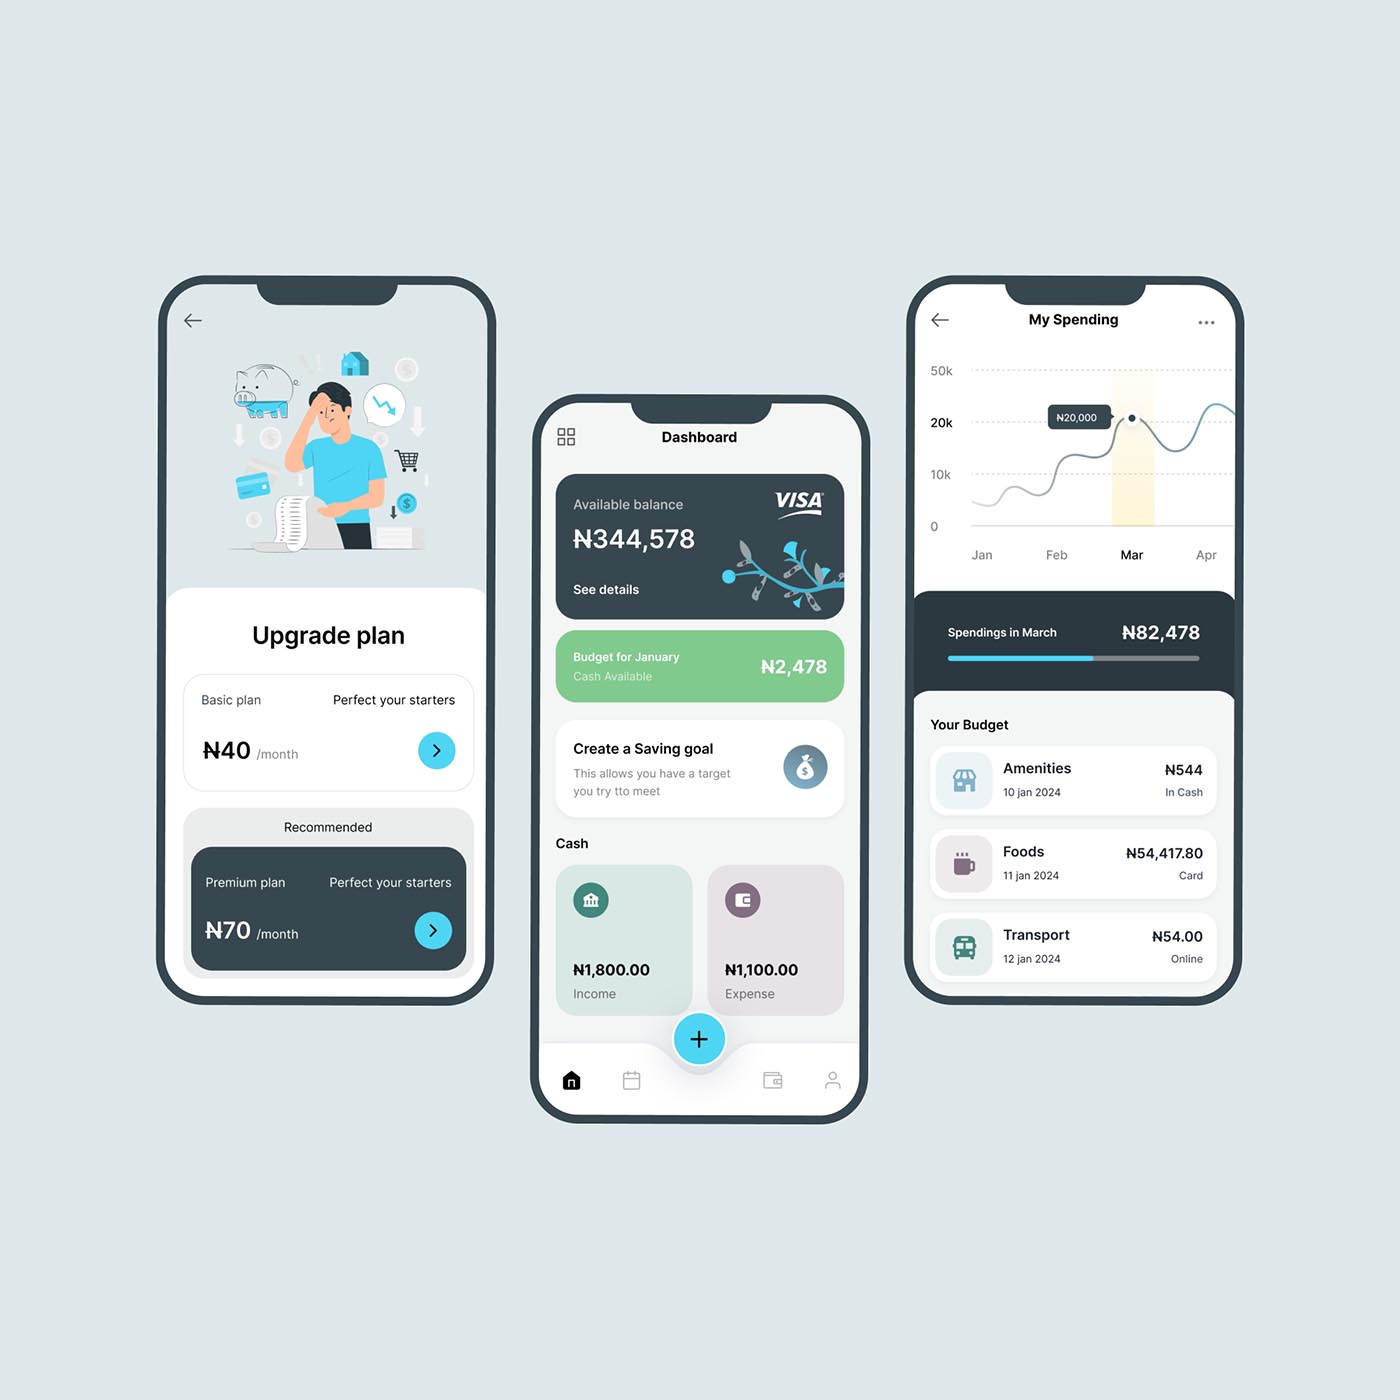 Upgrade plan
Basic plan
Perfect your starters
₦40 /month
Recommended
Premium plan
Perfect your starters
₦70 /month
Dashboard
Available balance
VISA
₦344,578
See details
Budget for January
Cash Available
₦2,478
Create a Saving goal
This allows you have a target
you try tto meet
$
Cash
₦1,800.00
Income
₦1,100.00
Expense
My Spending
50k
20k
10k
0
₦20,000
Jan
Feb
Mar
Apr
Spendings in March
₦82,478
Your Budget
Amenities
₦544
10 jan 2024
In Cash
Foods
₦54,417.80
11 jan 2024
Card
Transport
₦54.00
12 jan 2024
Online